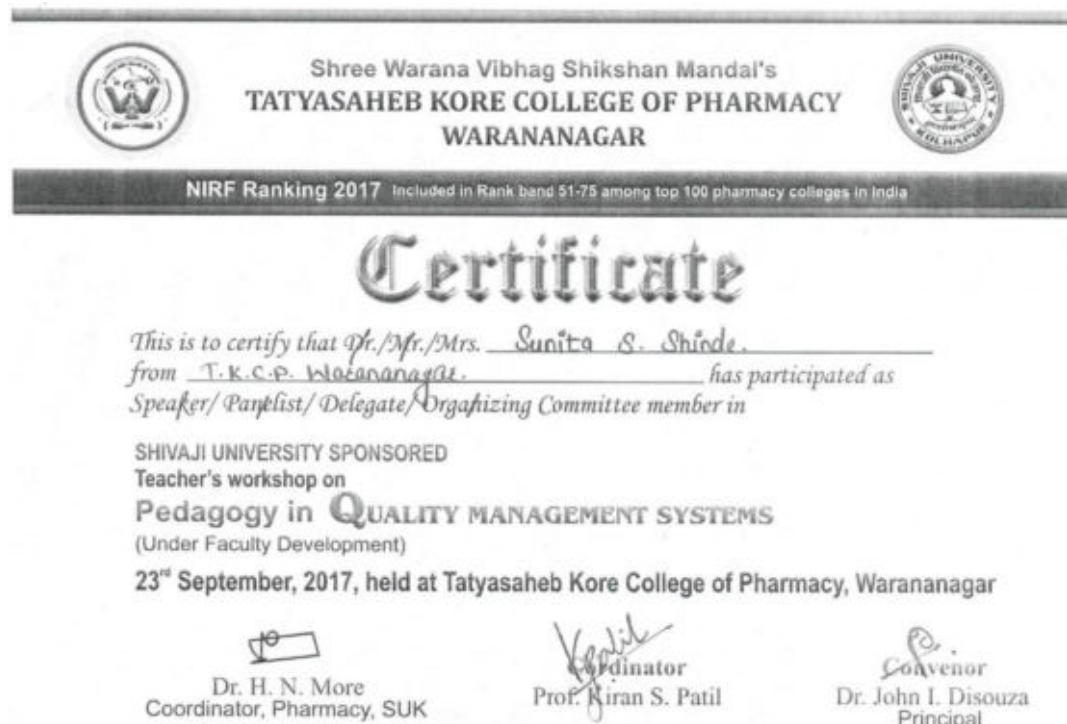 Shree Warana Vibhag Shikshan Mandal's
TATYASAHEB KORE COLLEGE OF PHARMACY
WARANANAGAR
SHIVAJI UNIVERSITY
KOLHAPUR
NIRF Ranking 2017 Included in Rank band 51-75 among top 100 pharmacy colleges in India
Certificate
This is to certify that Dr./Mr./Mrs. Sunita S. Shinde.
from T.K.C.P. Warananagar. has participated as
Speaker/ Panelist/ Delegate/ Organizing Committee member in
SHIVAJI UNIVERSITY SPONSORED
Teacher's workshop on
Pedagogy in QUALITY MANAGEMENT SYSTEMS
(Under Faculty Development)
23rd September, 2017, held at Tatyasaheb Kore College of Pharmacy, Warananagar
Coordinator Convenor
Dr. H. N. More Prof. Kiran S. Patil Dr. John I. Disouza
Coordinator, Pharmacy, SUK Principal